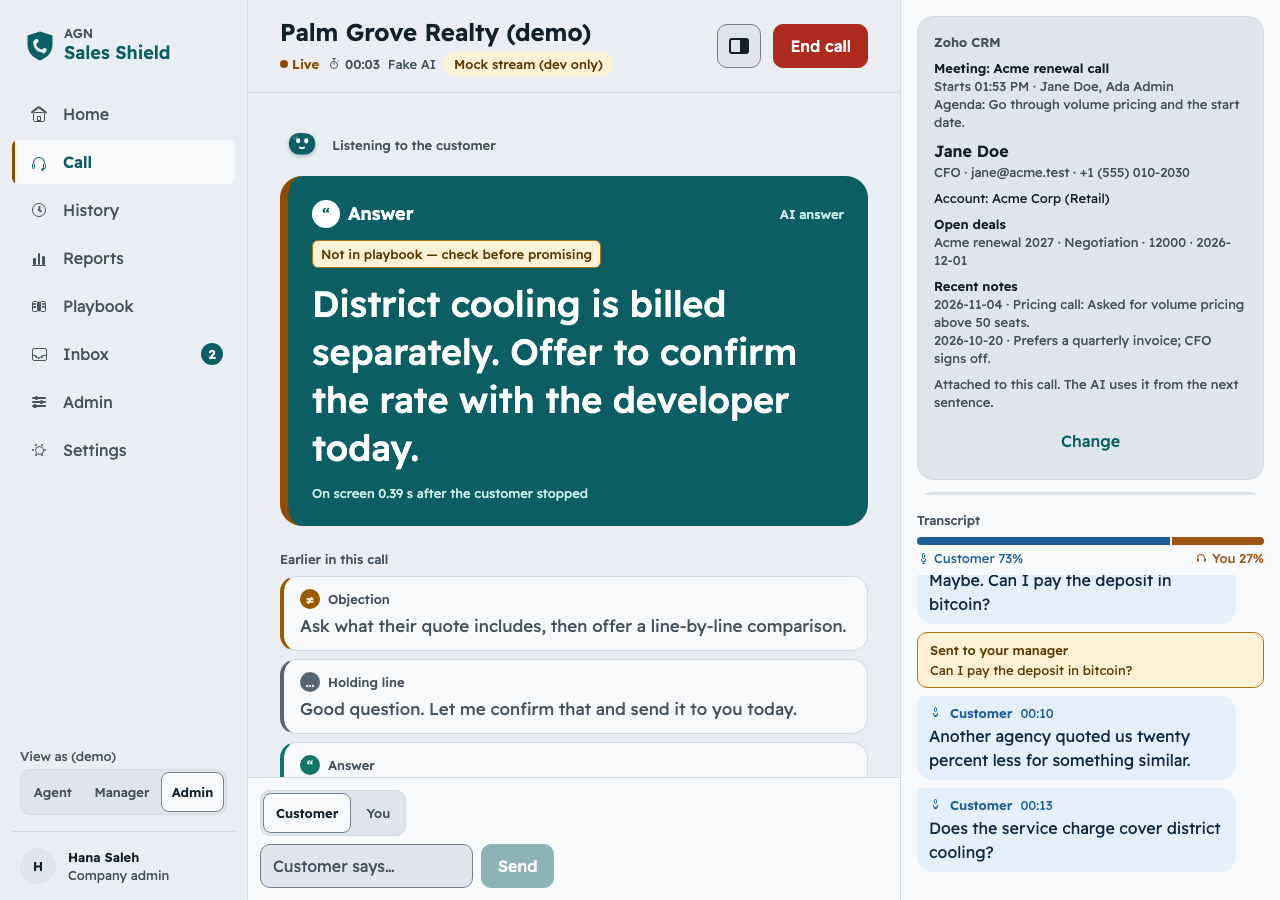 AGN
Sales Shield
Home
Call
History
Reports
Playbook
Inbox
2
Admin
Settings
View as (demo)
Agent
Manager
Admin
H
Hana Saleh
Company admin
Palm Grove Realty (demo)
Live
00:03
Fake AI
Mock stream (dev only)
End call
Listening to the customer
“ Answer
AI answer
Not in playbook — check before promising
District cooling is billed
separately. Offer to confirm
the rate with the developer
today.
On screen 0.39 s after the customer stopped
Earlier in this call
≠ Objection
Ask what their quote includes, then offer a line-by-line comparison.
… Holding line
Good question. Let me confirm that and send it to you today.
“ Answer
Customer
You
Customer says…
Send
Zoho CRM
Meeting: Acme renewal call
Starts 01:53 PM · Jane Doe, Ada Admin
Agenda: Go through volume pricing and the start
date.
Jane Doe
CFO · jane@acme.test · +1 (555) 010-2030
Account: Acme Corp (Retail)
Open deals
Acme renewal 2027 · Negotiation · 12000 · 2026-
12-01
Recent notes
2026-11-04 · Pricing call: Asked for volume pricing
above 50 seats.
2026-10-20 · Prefers a quarterly invoice; CFO
signs off.
Attached to this call. The AI uses it from the next
sentence.
Change
Transcript
Customer 73%
You 27%
Maybe. Can I pay the deposit in
bitcoin?
Sent to your manager
Can I pay the deposit in bitcoin?
Customer 00:10
Another agency quoted us twenty
percent less for something similar.
Customer 00:13
Does the service charge cover district
cooling?